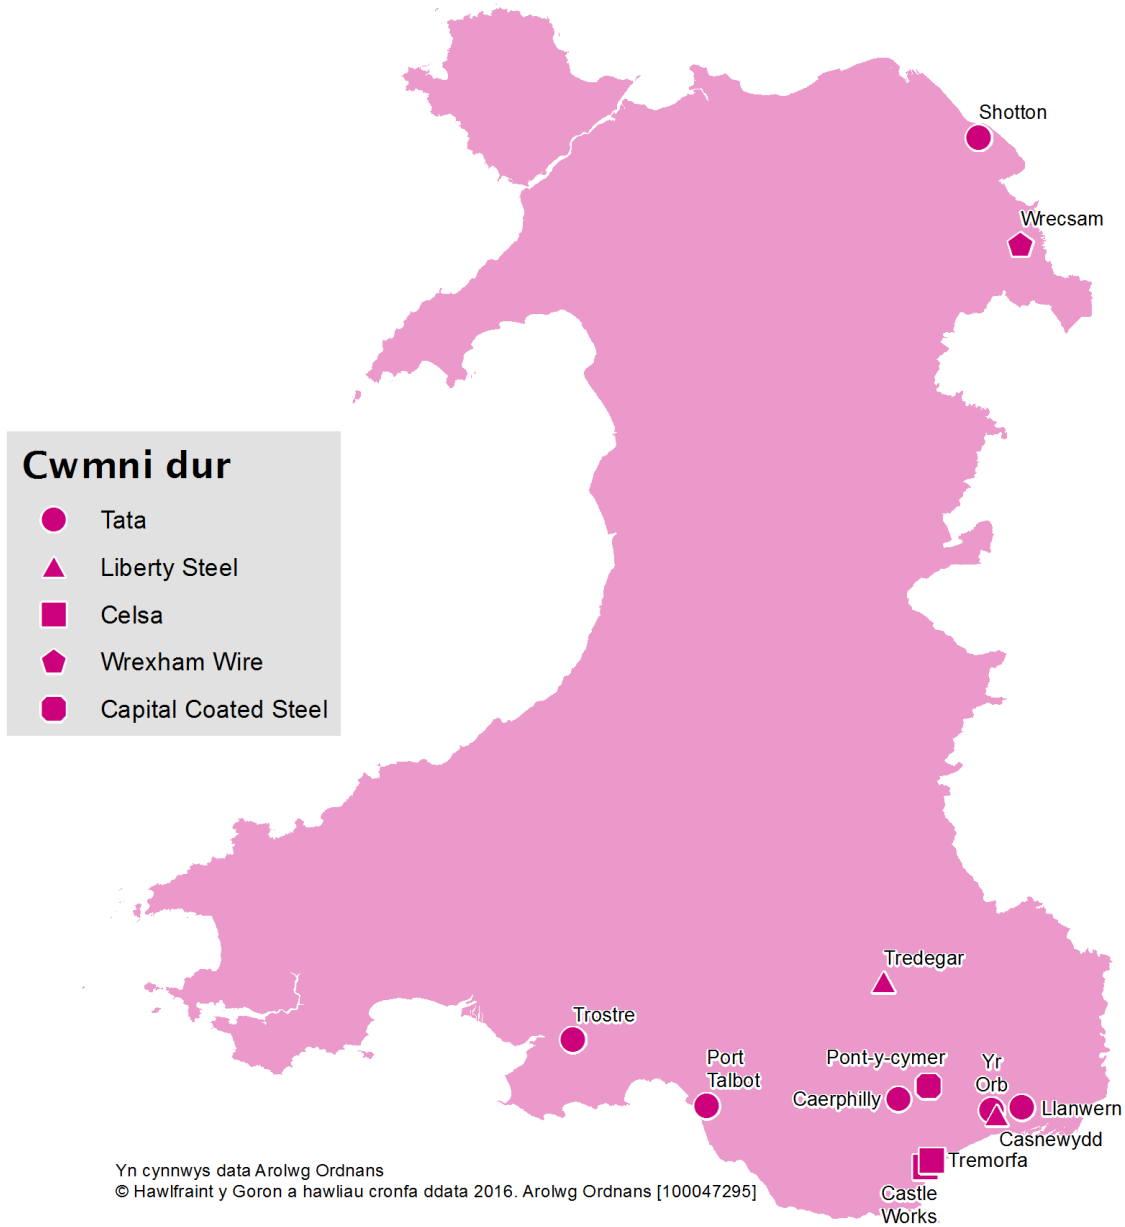 Shotton
Wrecsam
Cwmni dur
Tata
Liberty Steel
Celsa
Wrexham Wire
Capital Coated Steel
Tredegar
Trostre
Port
Talbot
Pont-y-cymer
Caerphilly
Yr
Orb
Llanwern
Casnewydd
Tremorfa
Castle
Works
Yn cynnwys data Arolwg Ordnans
© Hawlfraint y Goron a hawliau cronfa ddata 2016. Arolwg Ordnans [100047295]